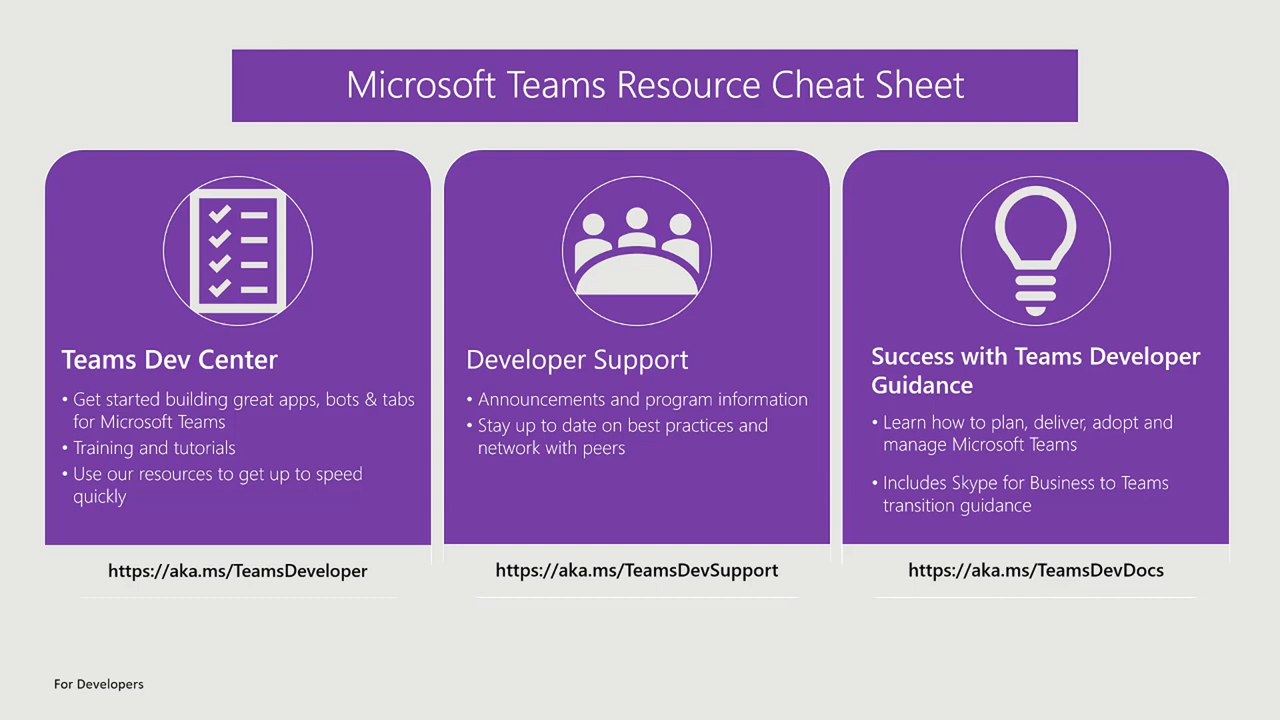 Microsoft Teams Resource Cheat Sheet
Teams Dev Center
• Get started building great apps, bots & tabs
for Microsoft Teams
• Training and tutorials
• Use our resources to get up to speed
quickly
https://aka.ms/TeamsDeveloper
Developer Support
• Announcements and program information
• Stay up to date on best practices and
network with peers
https://aka.ms/TeamsDevSupport
Success with Teams Developer
Guidance
• Learn how to plan, deliver, adopt and
manage Microsoft Teams
• Includes Skype for Business to Teams
transition guidance
https://aka.ms/TeamsDevDocs
For Developers